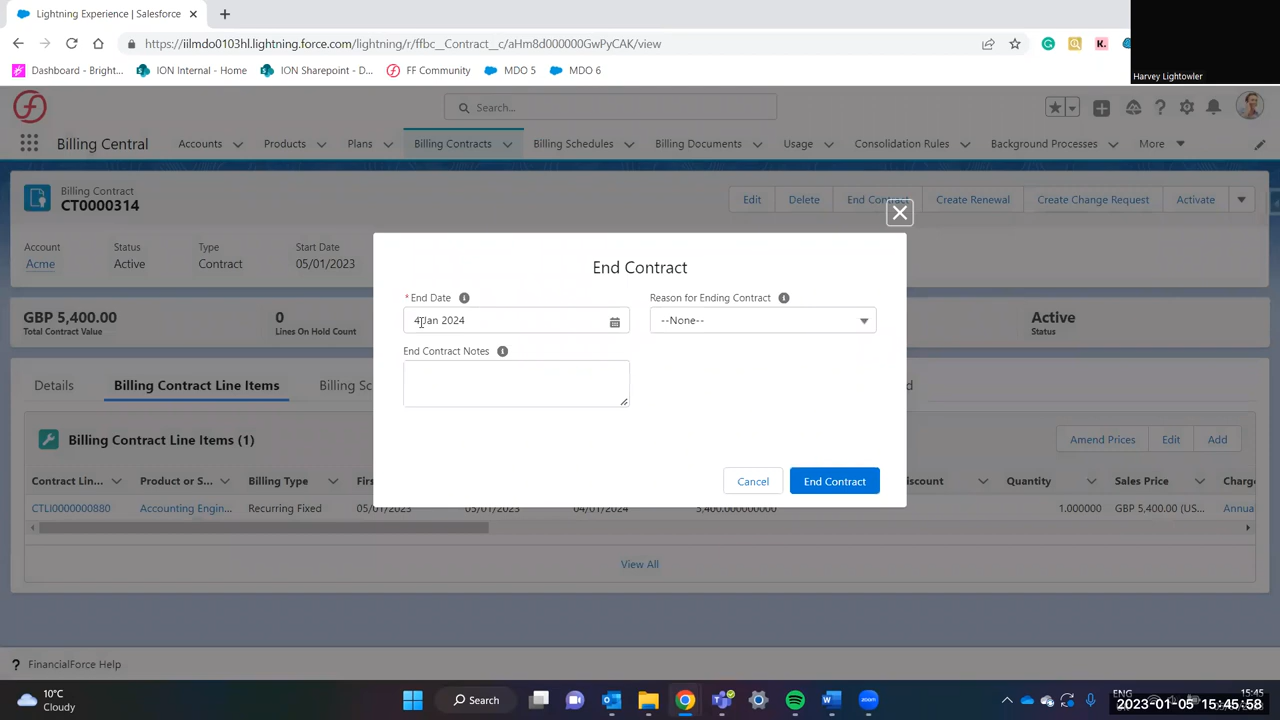 Lightning Experience | Salesforce
https://iilmdo0103hl.lightning.force.com/lightning/r/ffbc__Contract__c/aHm8d000000GwPyCAK/view
Harvey Lightowler
Dashboard - Bright...
ION Internal - Home
ION Sharepoint - D...
FF Community
MDO 5
MDO 6
Search...
Billing Central
Accounts
Products
Plans
Billing Contracts
Billing Schedules
Billing Documents
Usage
Consolidation Rules
Background Processes
More
Billing Contract
CT0000314
Edit
Delete
End Contract
Create Renewal
Create Change Request
Activate
Account
Status
Type
Start Date
Acme
Active
Contract
05/01/2023
End Contract
* End Date
Reason for Ending Contract
4 Jan 2024
--None--
End Contract Notes
Cancel
End Contract
GBP 5,400.00
Total Contract Value
0
Lines On Hold Count
Active
Status
Details
Billing Contract Line Items
Billing Sc
Billing Contract Line Items (1)
Amend Prices
Edit
Add
Contract Lin...
Product or S...
Billing Type
Quantity
Sales Price
CTLI0000000880
Accounting Engin...
Recurring Fixed
05/01/2023
05/01/2023
04/01/2024
5,400.000000000
1.000000
GBP 5,400.00 (US...
View All
? FinancialForce Help
10°C
Cloudy
Search
ENG
15:45
2023-01-05 15:45:58